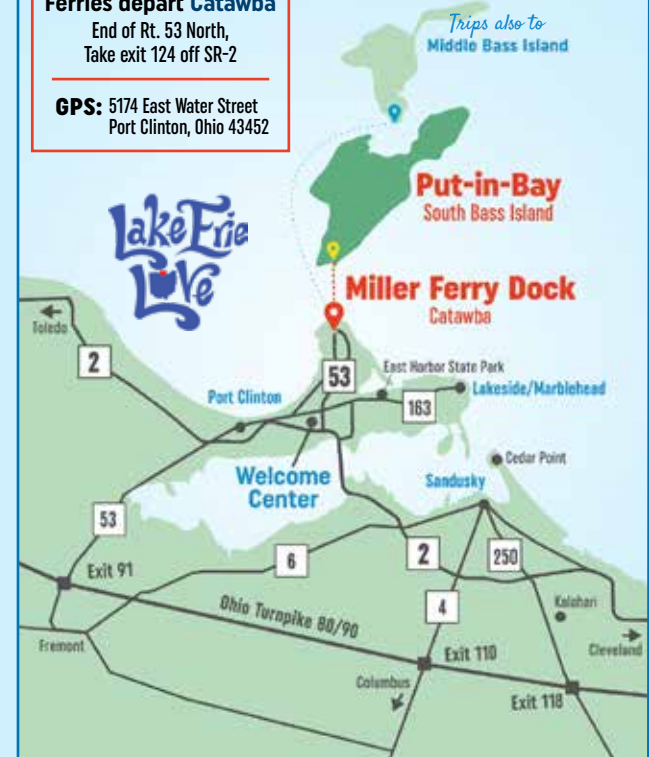 Ferries depart Catawba
End of Rt. 53 North,
Take exit 124 off SR-2
GPS: 5174 East Water Street
Port Clinton, Ohio 43452
Trips also to
Middle Bass Island
Lake Erie
Love
Put-in-Bay
South Bass Island
Miller Ferry Dock
Catawba
Toledo
2
53
East Harbor State Park
Lakeside/Marblehead
163
Port Clinton
Welcome
Center
Cedar Point
Sandusky
53
6
2
250
Exit 91
4
Ohio Turnpike 80/90
Kalahari
Fremont
Cleveland
Exit 110
Columbus
Exit 118